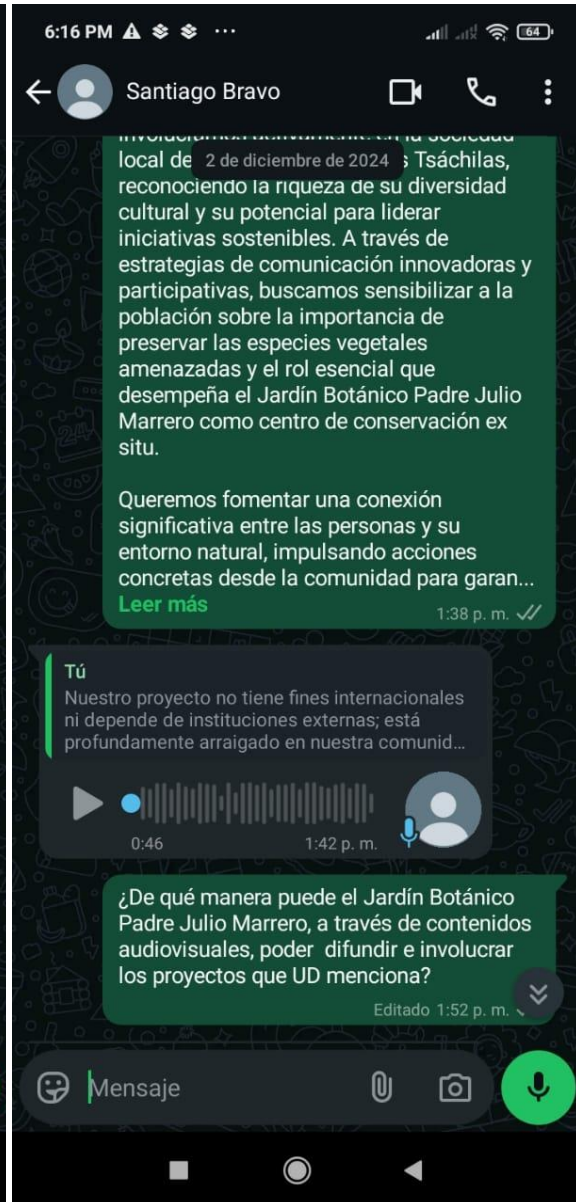 6:16 PM
64
Santiago Bravo
2 de diciembre de 2024
involucrarnos activamente en la sociedad
local de s Tsáchilas,
reconociendo la riqueza de su diversidad
cultural y su potencial para liderar
iniciativas sostenibles. A través de
estrategias de comunicación innovadoras y
participativas, buscamos sensibilizar a la
población sobre la importancia de
preservar las especies vegetales
amenazadas y el rol esencial que
desempeña el Jardín Botánico Padre Julio
Marrero como centro de conservación ex
situ.
Queremos fomentar una conexión
significativa entre las personas y su
entorno natural, impulsando acciones
concretas desde la comunidad para garan...
Leer más
1:38 p. m.
Tú
Nuestro proyecto no tiene fines internacionales
ni depende de instituciones externas; está
profundamente arraigado en nuestra comunid...
0:46 1:42 p. m.
¿De qué manera puede el Jardín Botánico
Padre Julio Marrero, a través de contenidos
audiovisuales, poder difundir e involucrar
los proyectos que UD menciona?
Editado 1:52 p. m.
Mensaje